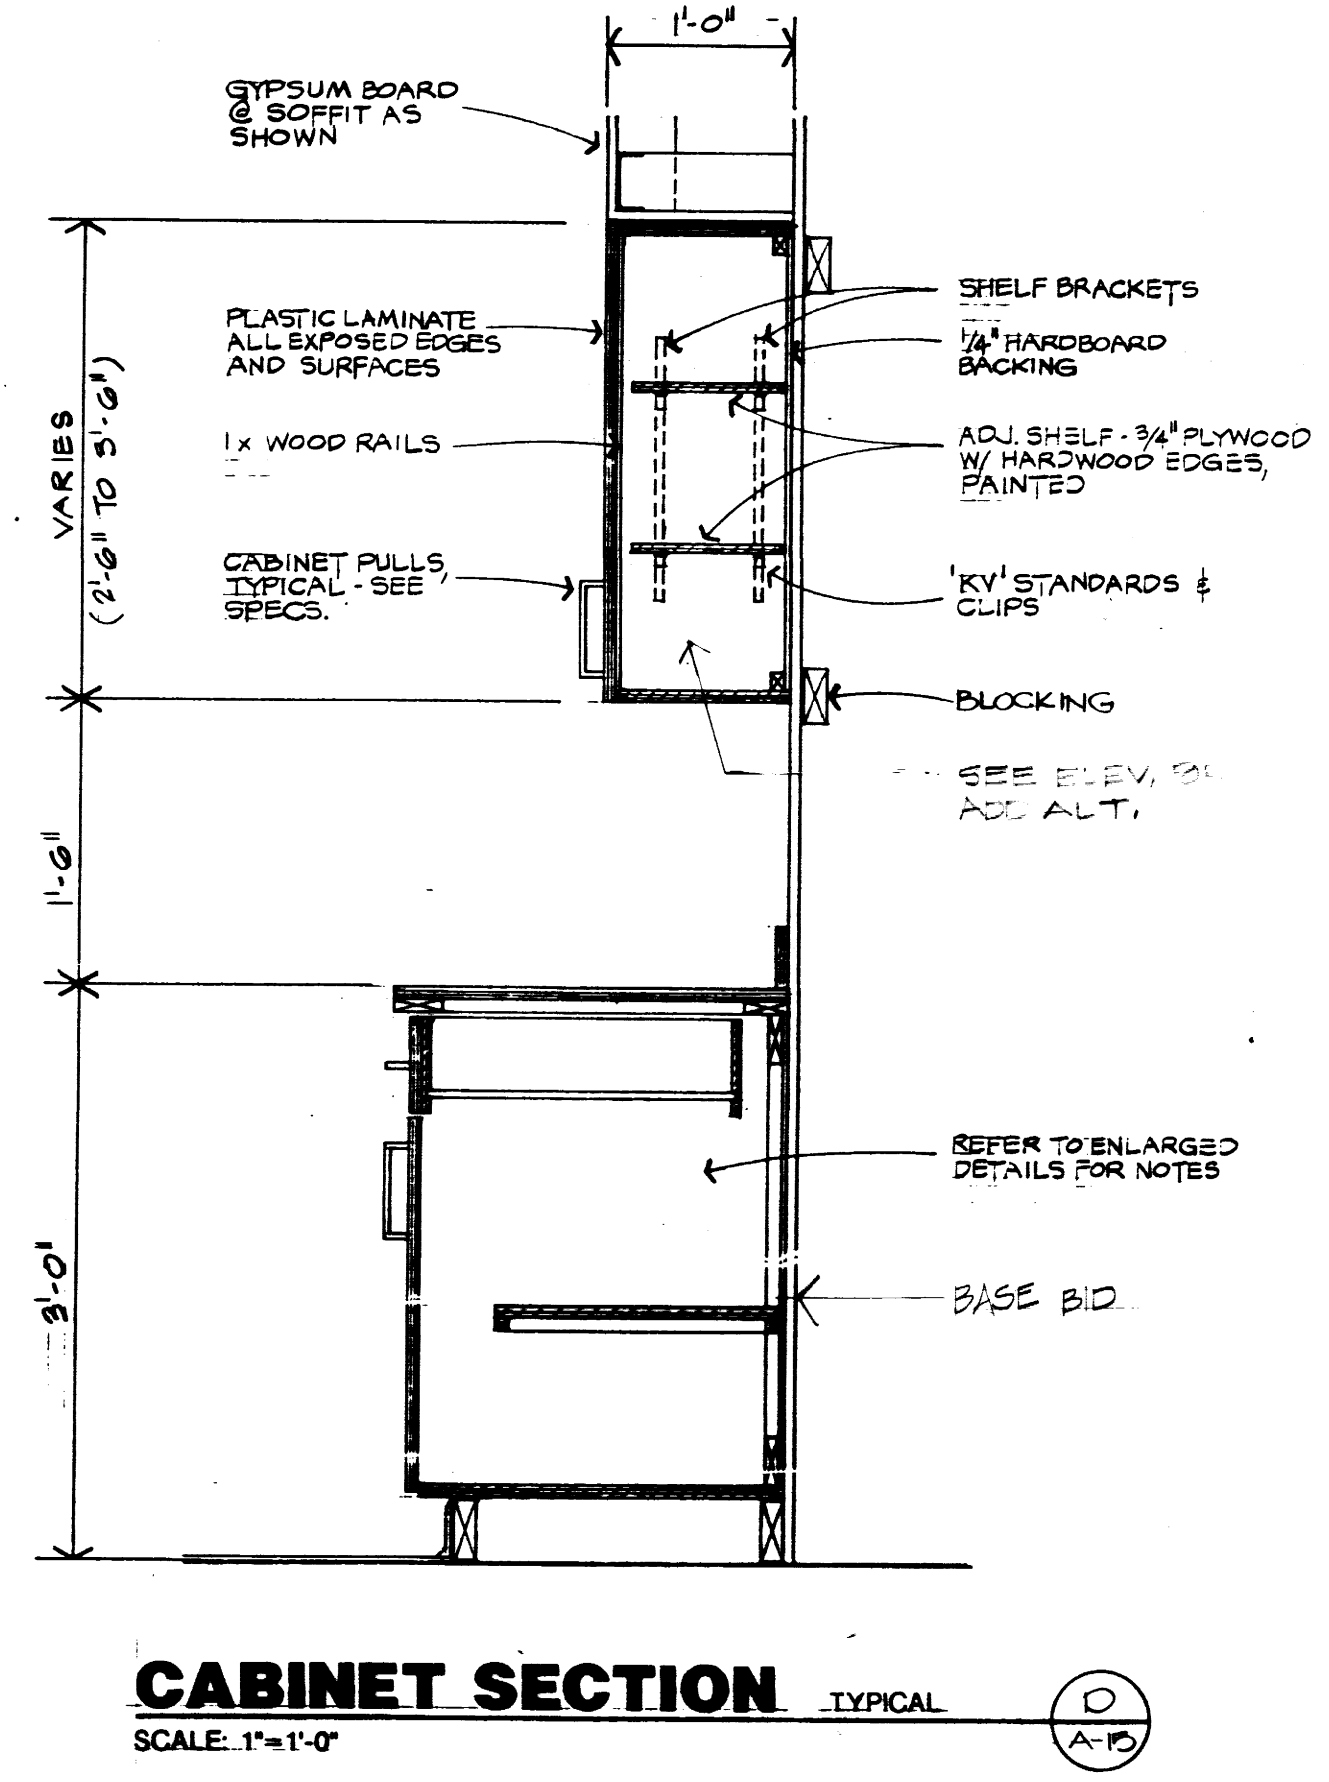 1'-0"
GYPSUM BOARD
@ SOFFIT AS
SHOWN
PLASTIC LAMINATE
ALL EXPOSED EDGES
AND SURFACES
1x WOOD RAILS
CABINET PULLS,
TYPICAL - SEE
SPECS.
VARIES
(2'-6" TO 3'-6")
1'-6"
3'-0"
SHELF BRACKETS
1/4" HARDBOARD
BACKING
ADJ. SHELF - 3/4" PLYWOOD
W/ HARDWOOD EDGES,
PAINTED
'KV' STANDARDS &
CLIPS
BLOCKING
SEE ELEV,
ADD ALT.
REFER TO ENLARGED
DETAILS FOR NOTES
BASE BID
CABINET SECTION TYPICAL
SCALE: 1"=1'-0"
D
A-15